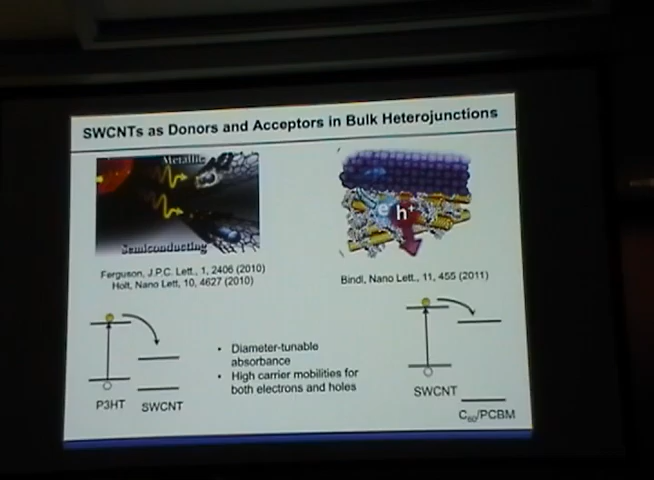 SWCNTs as Donors and Acceptors in Bulk Heterojunctions
Metallic
Semiconducting
e⁻ h⁺
Ferguson, J.P.C. Lett., 1, 2406 (2010)
Holt, Nano Lett, 10, 4627 (2010)
Bindl, Nano Lett., 11, 455 (2011)
• Diameter-tunable
absorbance
• High carrier mobilities for
both electrons and holes
P3HT
SWCNT
SWCNT
C₆₀/PCBM